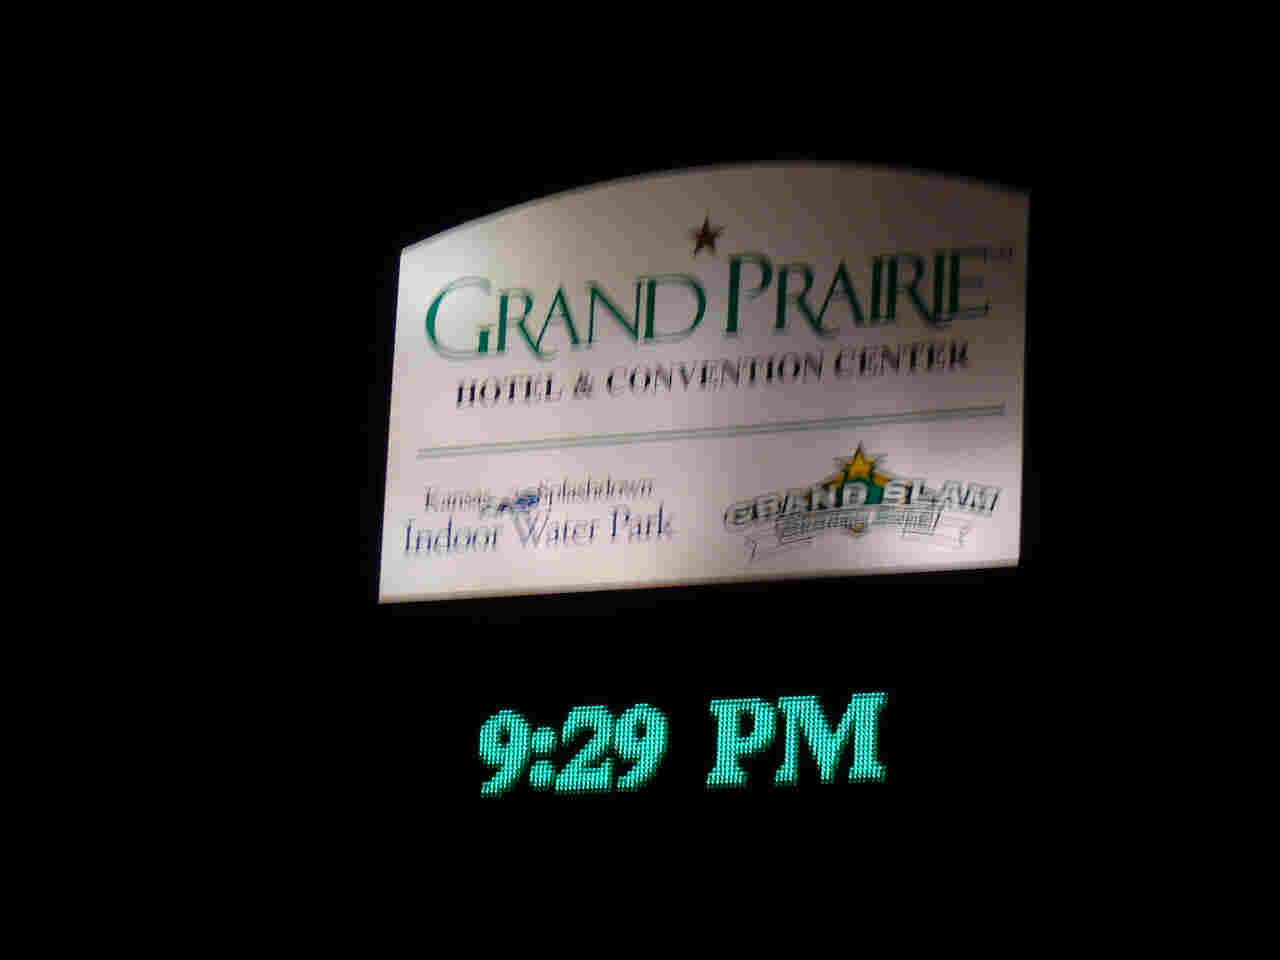 GRAND PRAIRIE
HOTEL & CONVENTION CENTER
Kansas Splashdown
Indoor Water Park
GRAND SLAM
9:29 PM